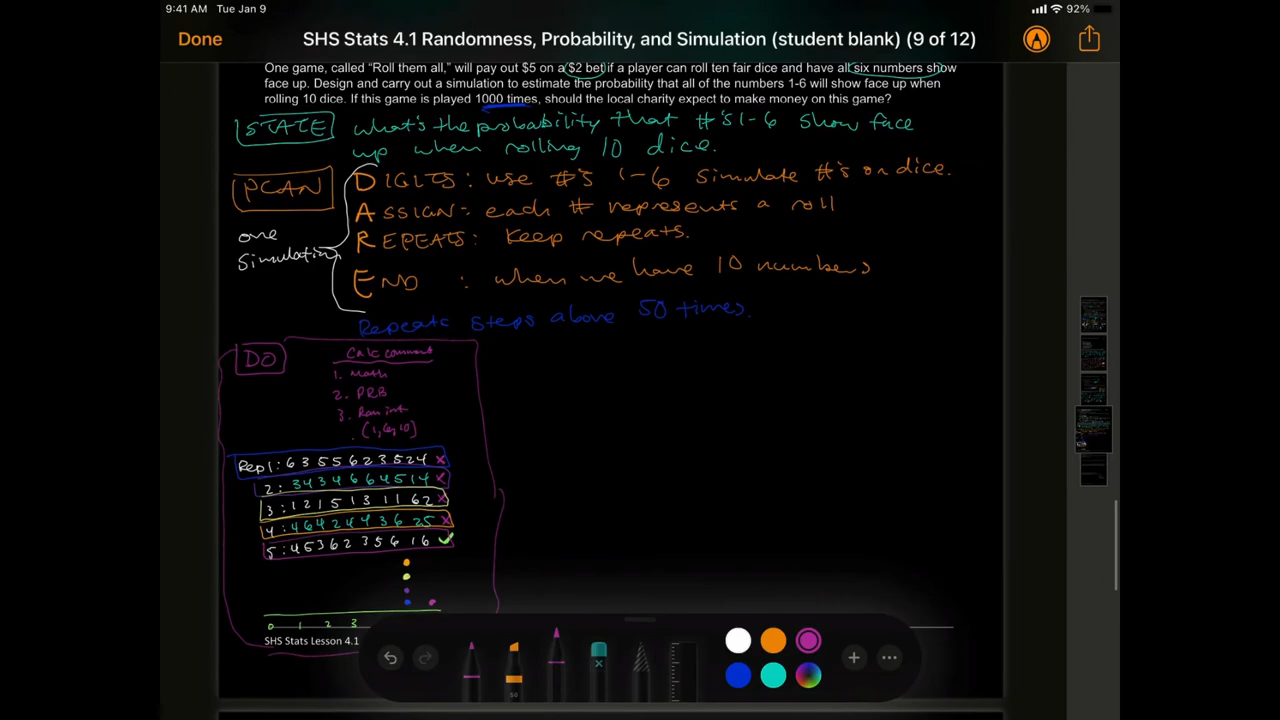 9:41 AM Tue Jan 9
92%
Done
SHS Stats 4.1 Randomness, Probability, and Simulation (student blank) (9 of 12)
One game, called "Roll them all," will pay out $5 on a $2 bet if a player can roll ten fair dice and have all six numbers show
face up. Design and carry out a simulation to estimate the probability that all of the numbers 1-6 will show face up when
rolling 10 dice. If this game is played 1000 times, should the local charity expect to make money on this game?
STATE what's the probability that #'s 1-6 show face
up when rolling 10 dice.
PLAN
DIGITS: use #'s 1-6 simulate #'s on dice.
ASSIGN: each # represents a roll
REPEATS: keep repeats.
END : when we have 10 numbers
one
simulation
Repeats steps above 50 times.
DO
Calc command
1. Math
2. PRB
3. Ran int
(1,6,10)
Rep 1: 6 3 5 5 6 2 3 5 2 4 x
2: 3 4 3 4 6 6 4 5 1 4 x
3: 1 2 1 5 1 3 1 1 6 2 x
4: 4 6 4 2 4 4 3 6 2 5 x
5: 4 5 3 6 2 3 5 6 1 6 ✓
0 1 2 3
SHS Stats Lesson 4.1
50